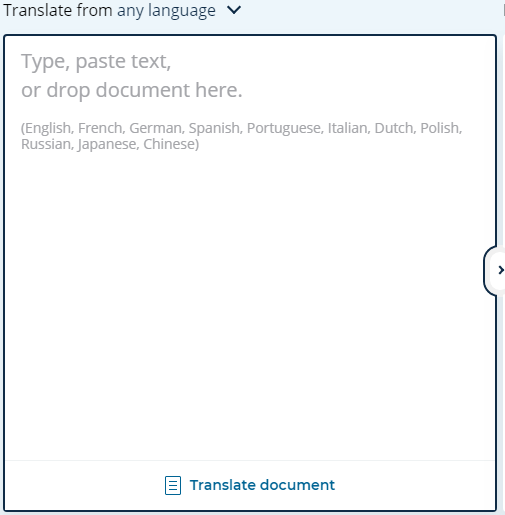 Translate from any language
Type, paste text,
or drop document here.
(English, French, German, Spanish, Portuguese, Italian, Dutch, Polish,
Russian, Japanese, Chinese)
Translate document